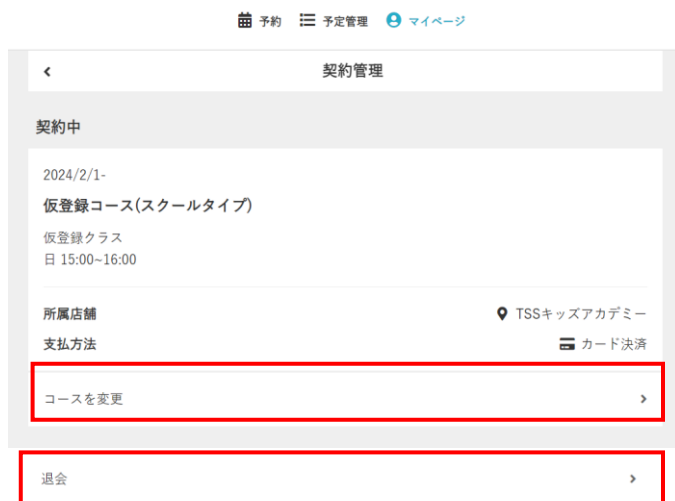 予約 予定管理 マイページ
契約管理
契約中
2024/2/1-
仮登録コース(スクールタイプ)
仮登録クラス
日 15:00~16:00
所属店舗 TSSキッズアカデミー
支払方法 カード決済
コースを変更
退会